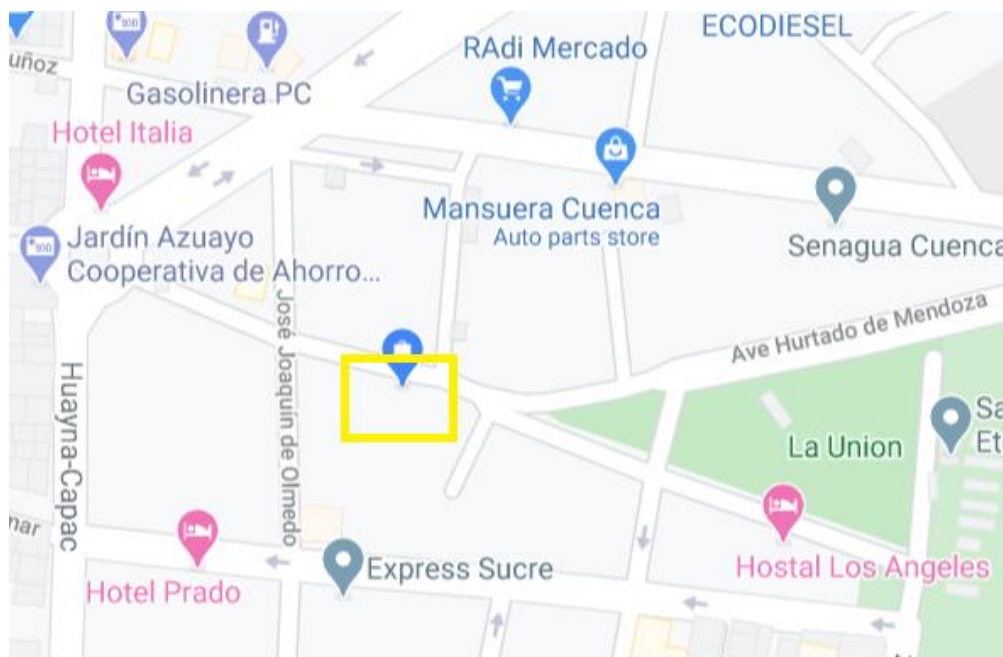 ECODIESEL
RAdi Mercado
uñoz
Gasolinera PC
Hotel Italia
Mansuera Cuenca
Auto parts store
Jardín Azuayo
Cooperativa de Ahorro...
Senagua Cuenca
José Joaquín de Olmedo
Ave Hurtado de Mendoza
Huayna-Capac
La Union
Sa
Et
nar
Hotel Prado
Express Sucre
Hostal Los Angeles